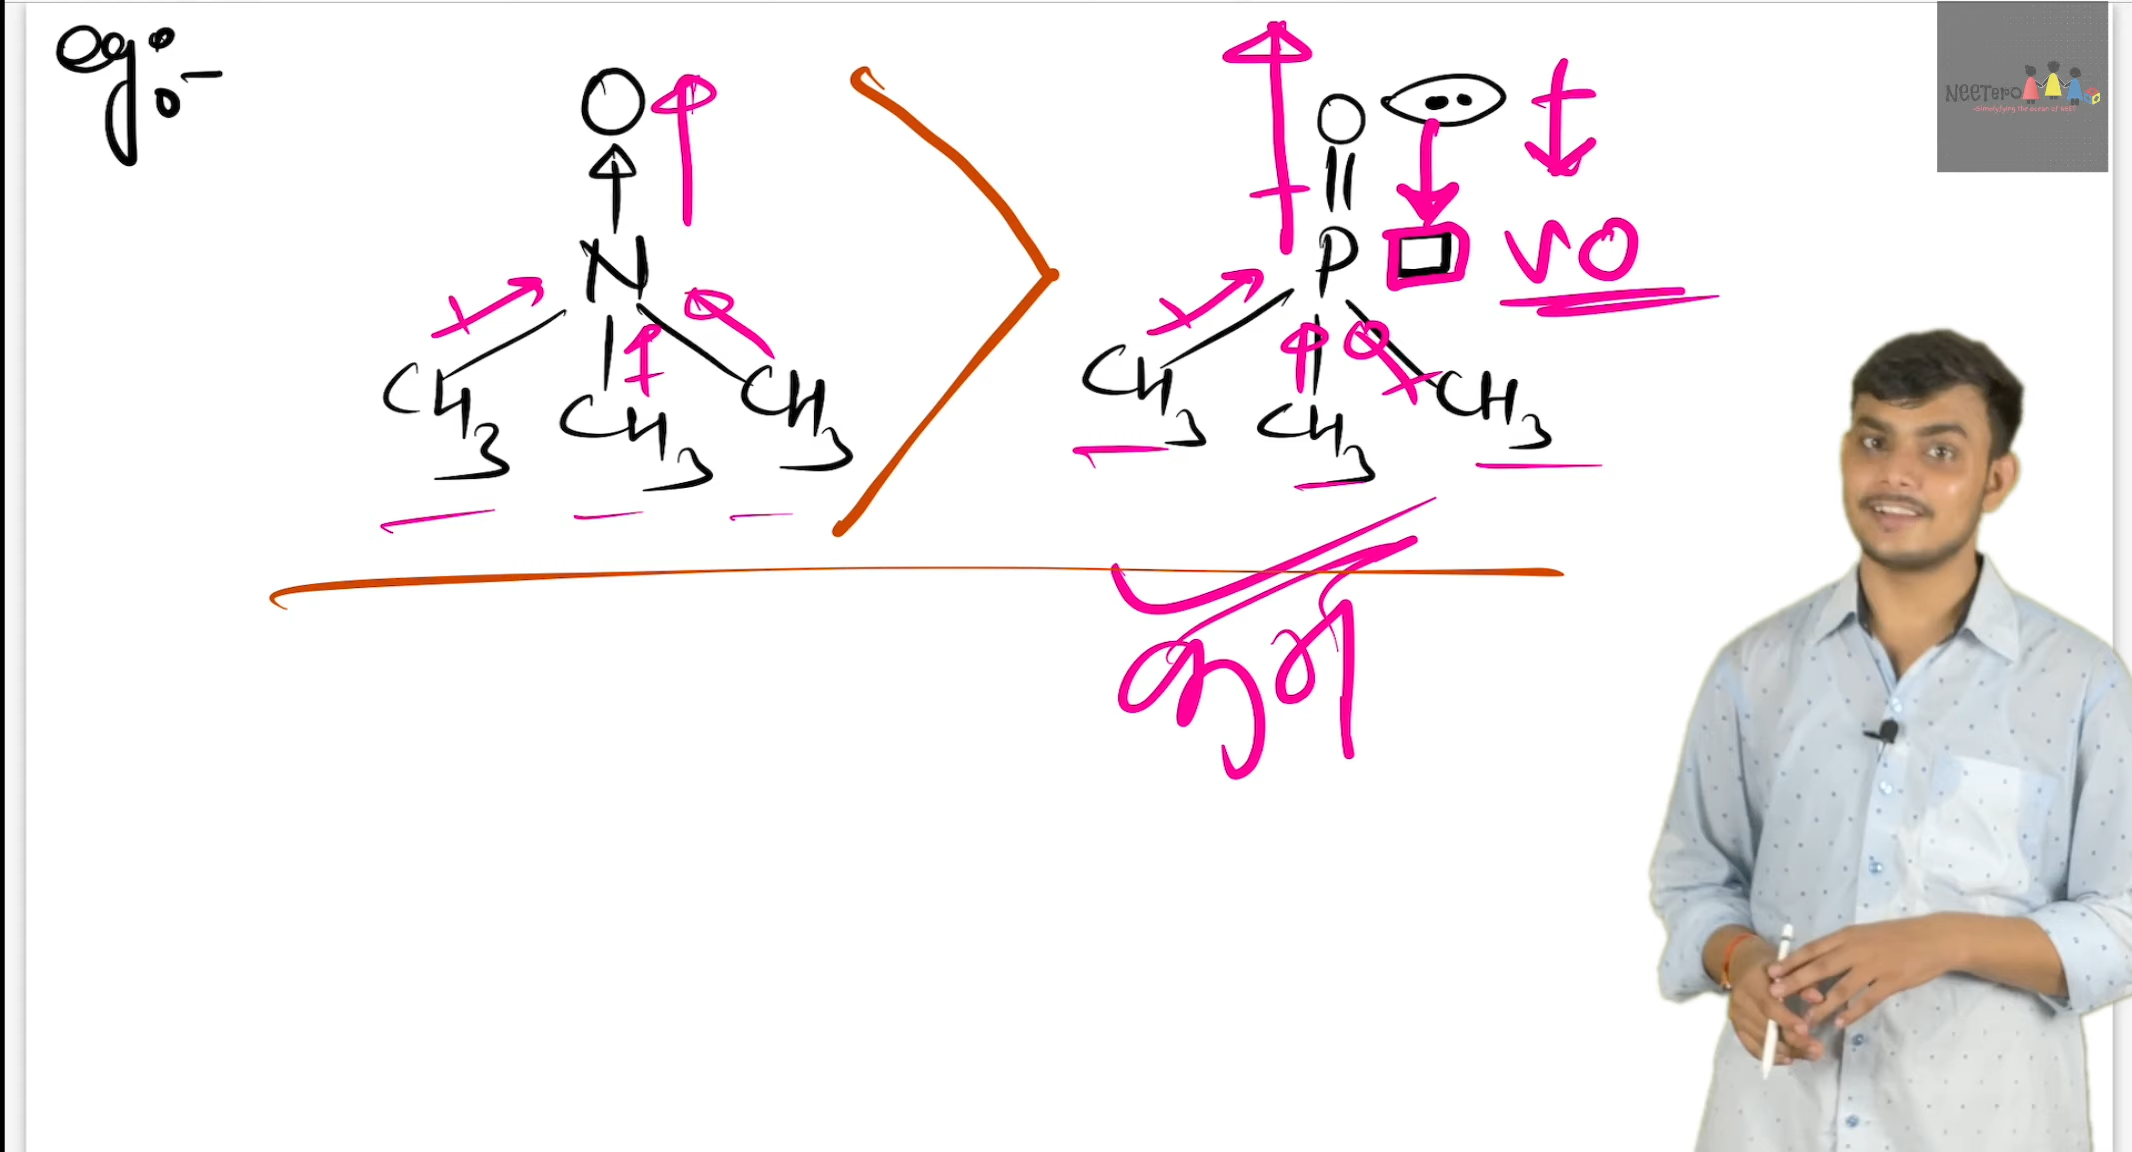 eg:-
O
N
CH3 CH3 CH3
>
O
P VO
CH3 CH3 CH3
कम
NEETero